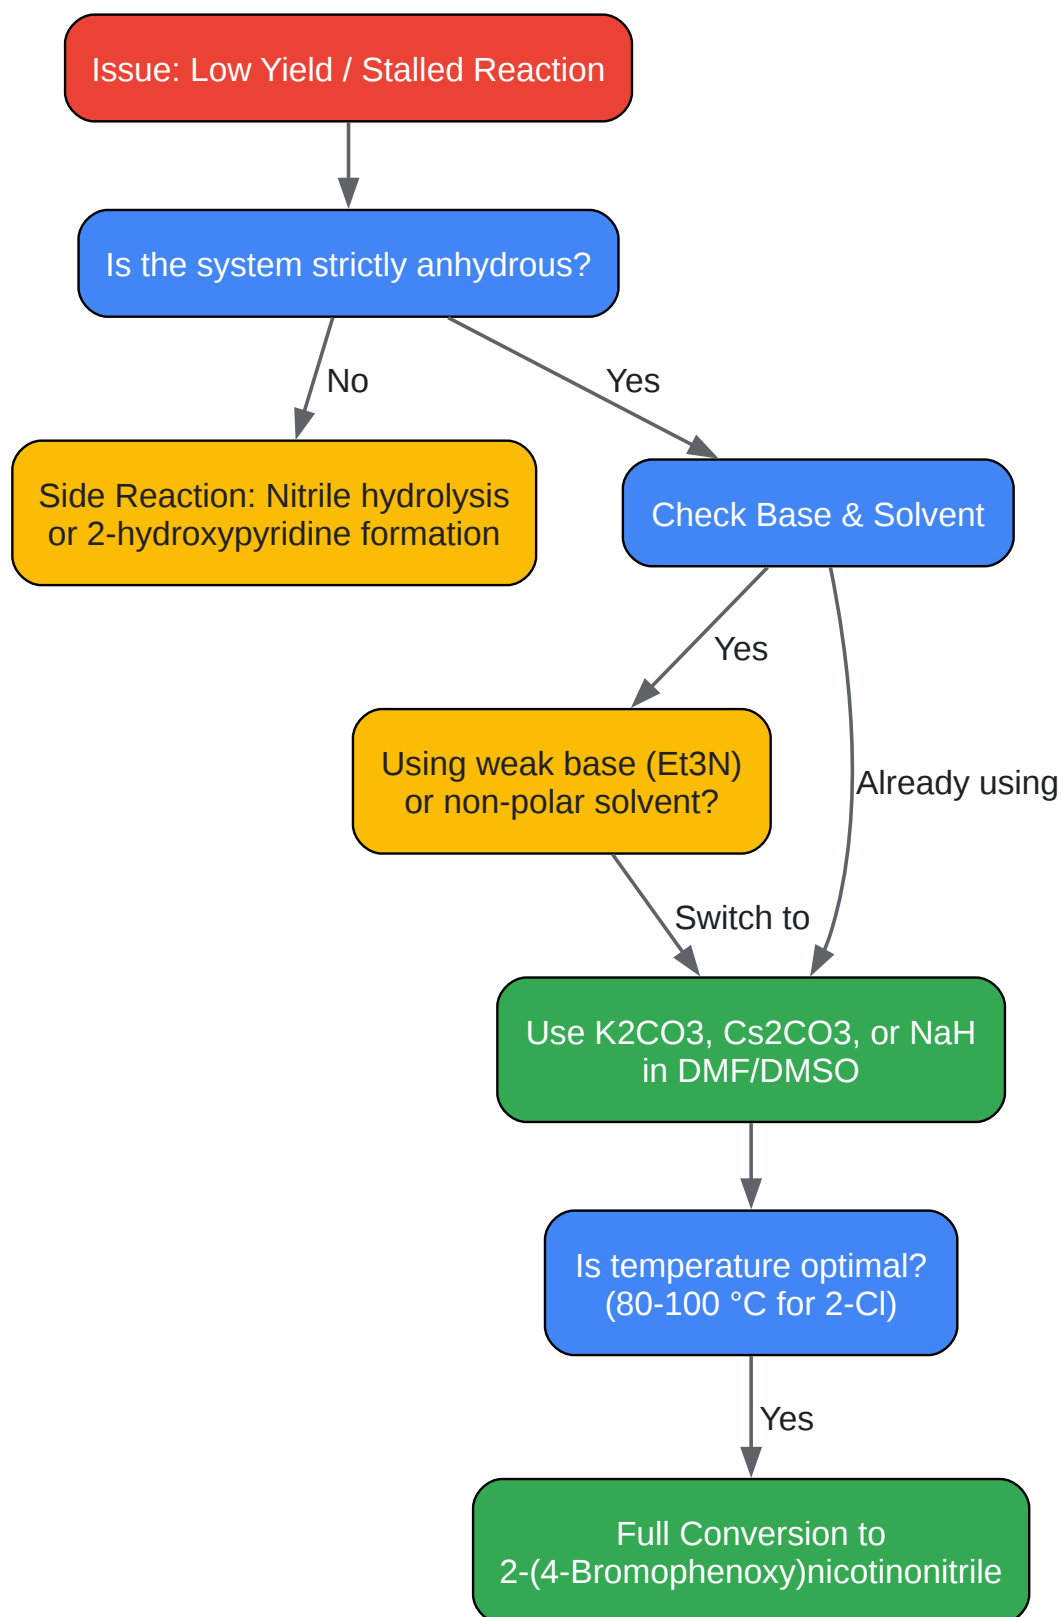 Issue: Low Yield / Stalled Reaction
Is the system strictly anhydrous?
No
Yes
Side Reaction: Nitrile hydrolysis
or 2-hydroxypyridine formation
Check Base & Solvent
Yes
Using weak base (Et3N)
or non-polar solvent?
Already using
Switch to
Use K2CO3, Cs2CO3, or NaH
in DMF/DMSO
Is temperature optimal?
(80-100 °C for 2-Cl)
Yes
Full Conversion to
2-(4-Bromophenoxy)nicotinonitrile